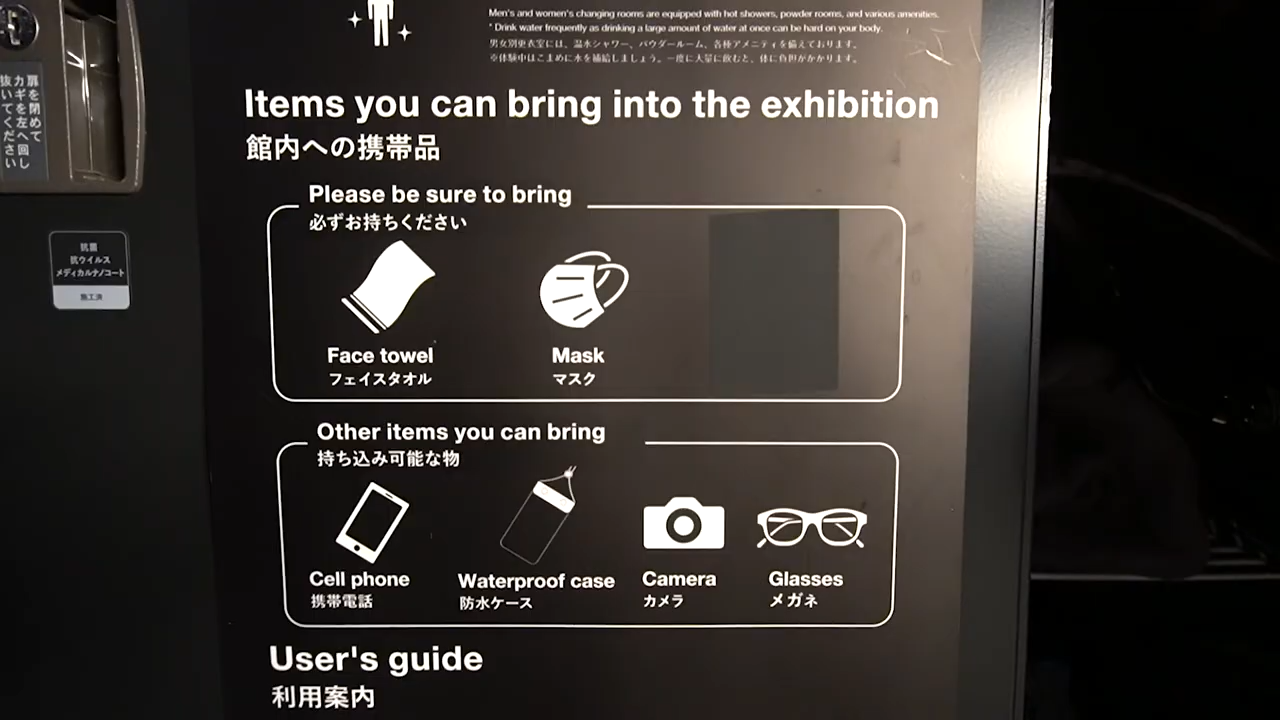 Men's and women's changing rooms are equipped with hot showers, powder rooms, and various amenities.
* Drink water frequently as drinking a large amount of water at once can be hard on your body.
男女別更衣室には、温水シャワー、パウダールーム、各種アメニティを備えております。
※体験中はこまめに水を補給しましょう。一度に大量に飲むと、体に負担がかかります。
扉を閉めて
カギを左へ回し
抜いてください
Items you can bring into the exhibition
館内への携帯品
Please be sure to bring
必ずお持ちください
Face towel
フェイスタオル
Mask
マスク
抗菌
抗ウイルス
メディカルナノコート
施工済
Other items you can bring
持ち込み可能な物
Cell phone
携帯電話
Waterproof case
防水ケース
Camera
カメラ
Glasses
メガネ
User's guide
利用案内